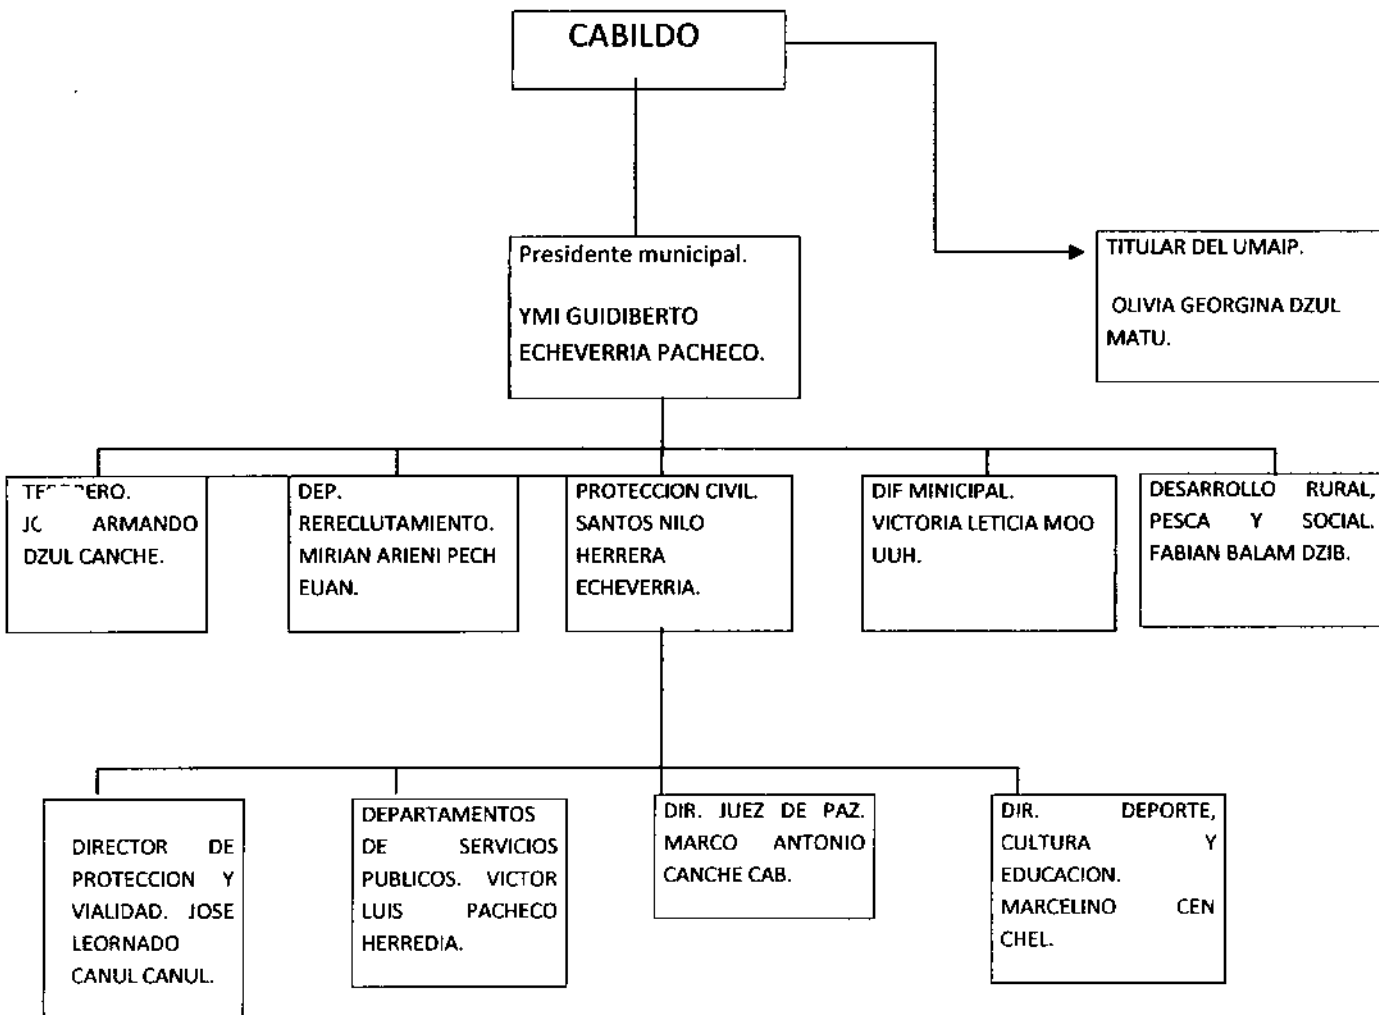 CABILDO
Presidente municipal.
YMI GUIDIBERTO
ECHEVERRIA PACHECO.
TITULAR DEL UMAIP.
OLIVIA GEORGINA DZUL
MATU.
ARMANDO
DZUL CANCHE.
DEP.
RERECLUTAMIENTO.
MIRIAN ARIENI PECH
EUAN.
PROTECCION CIVIL.
SANTOS NILO
HERRERA
ECHEVERRIA.
DIF MINICIPAL.
VICTORIA LETICIA MOO
UUH.
DESARROLLO RURAL,
PESCA Y SOCIAL.
FABIAN BALAM DZIB.
DIRECTOR DE
PROTECCION Y
VIALIDAD. JOSE
LEORNADO
CANUL CANUL.
DEPARTAMENTOS
DE SERVICIOS
PUBLICOS. VICTOR
LUIS PACHECO
HERREDIA.
DIR. JUEZ DE PAZ.
MARCO ANTONIO
CANCHE CAB.
DIR. DEPORTE,
CULTURA Y
EDUCACION.
MARCELINO CEN
CHEL.